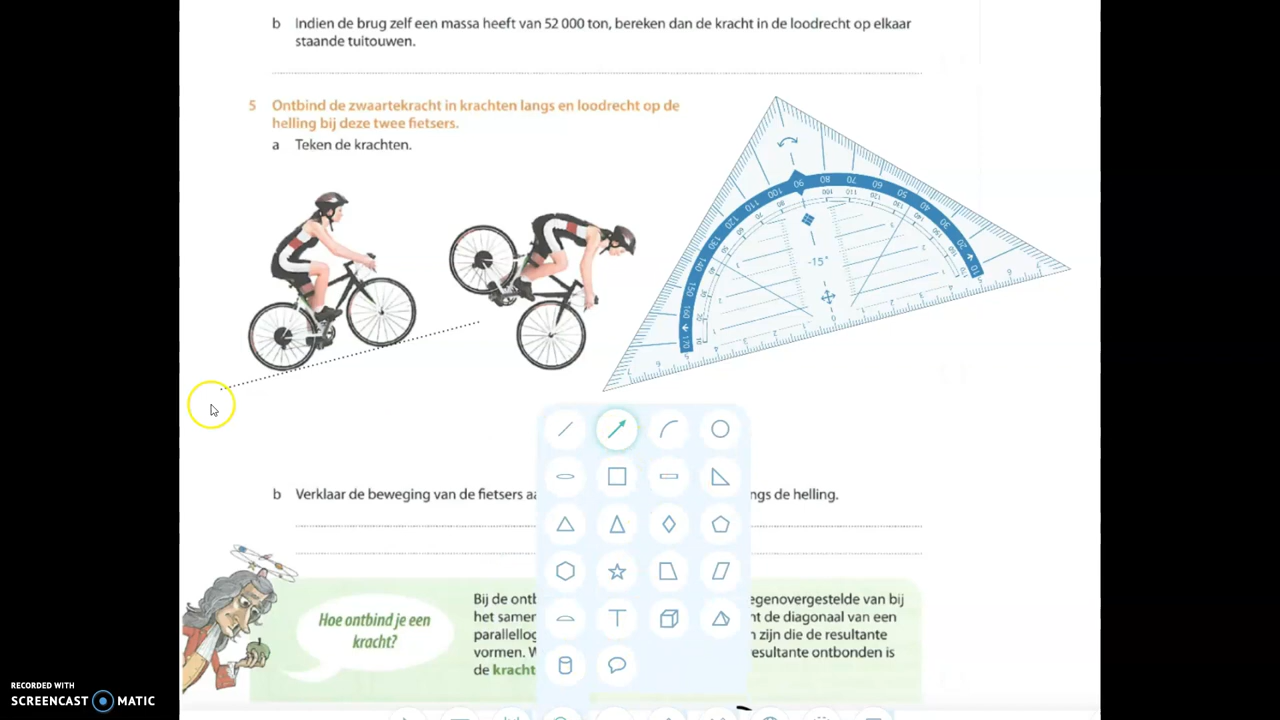 b Indien de brug zelf een massa heeft van 52 000 ton, bereken dan de kracht in de loodrecht op elkaar
staande tuitouwen.
5 Ontbind de zwaartekracht in krachten langs en loodrecht op de
helling bij deze twee fietsers.
a Teken de krachten.
-15°
b Verklaar de beweging van de fietsers aa
ngs de helling.
Hoe ontbind je een
kracht?
Bij de ontb
egenovergestelde van bij
het samen
nt de diagonaal van een
parallellog
n zijn die de resultante
vormen. W
esultante ontbonden is
de kracht
RECORDED WITH
SCREENCAST MATIC